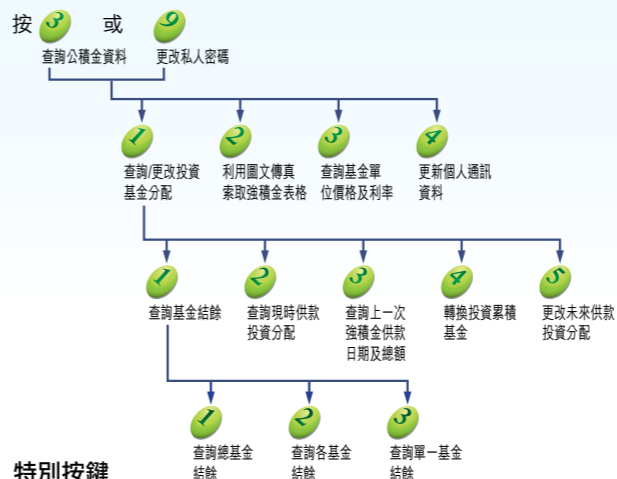 按 3 或 9
查詢公積金資料 更改私人密碼
1 2 3 4
查詢/更改投資 利用圖文傳真 查詢基金單 更新個人通訊
基金分配 索取強積金表格 位價格及利率 資料
1 2 3 4 5
查詢基金結餘 查詢現時供款 查詢上一次 轉換投資累積 更改未來供款
投資分配 強積金供款 基金 投資分配
日期及總額
1 2 3
查詢總基金 查詢各基金 查詢單一基金
結餘 結餘 結餘
特別按鍵